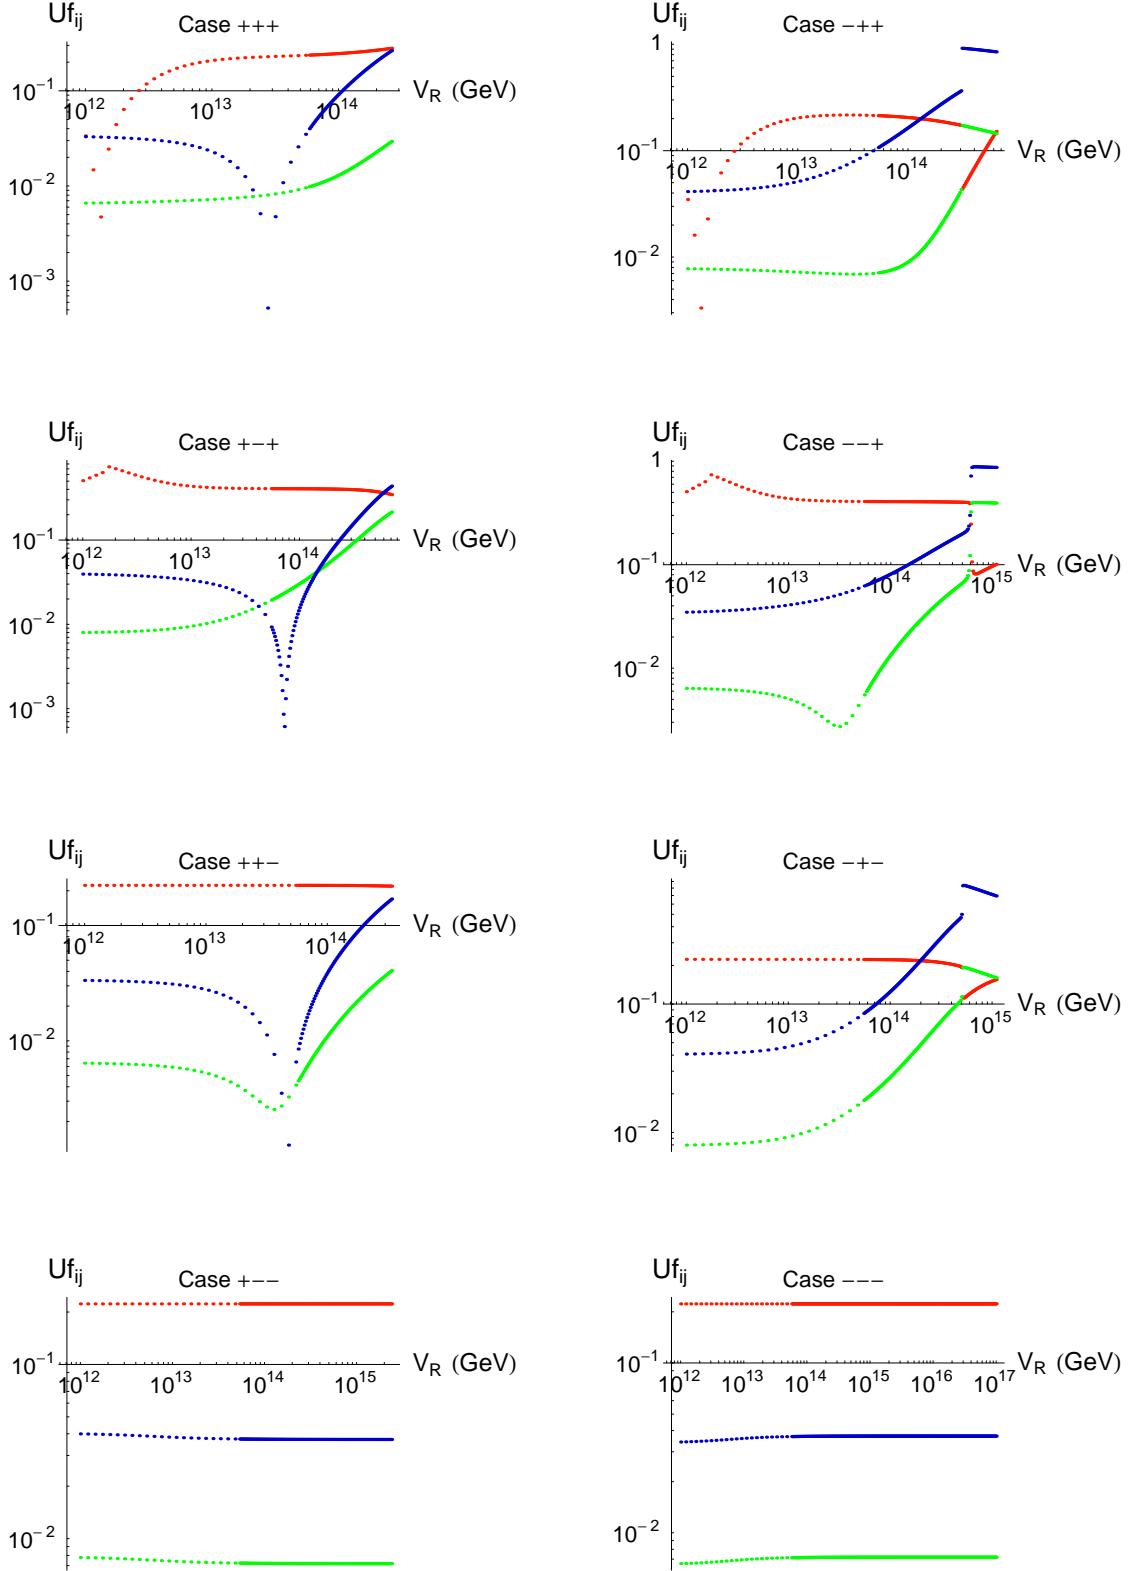 Uf_ij
Case +++
10^−1
10^−2
10^−3
10^12 10^13 10^14
V_R (GeV)
Uf_ij
Case −++
1
10^−1
10^−2
10^12 10^13 10^14
V_R (GeV)
Uf_ij
Case +−+
10^−1
10^−2
10^−3
10^12 10^13 10^14
V_R (GeV)
Uf_ij
Case −−+
1
10^−1
10^−2
10^12 10^13 10^14 10^15
V_R (GeV)
Uf_ij
Case ++−
10^−1
10^−2
10^12 10^13 10^14
V_R (GeV)
Uf_ij
Case −+−
10^−1
10^−2
10^12 10^13 10^14 10^15
V_R (GeV)
Uf_ij
Case +−−
10^−1
10^−2
10^12 10^13 10^14 10^15
V_R (GeV)
Uf_ij
Case −−−
10^−1
10^−2
10^12 10^13 10^14 10^15 10^16 10^17
V_R (GeV)